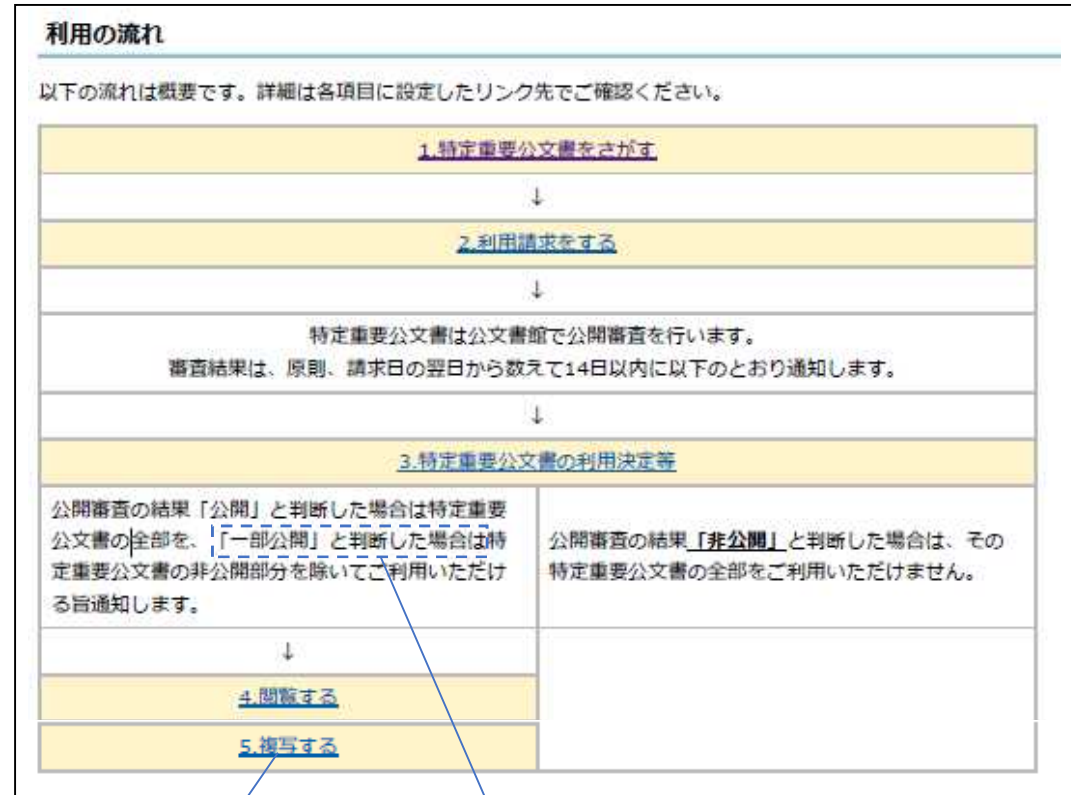 利用の流れ
以下の流れは概要です。詳細は各項目に設定したリンク先でご確認ください。
1.特定重要公文書をさがす
↓
2.利用請求をする
↓
特定重要公文書は公文書館で公開審査を行います。
審査結果は、原則、請求日の翌日から数えて14日以内に以下のとおり通知します。
↓
3.特定重要公文書の利用決定等
公開審査の結果「公開」と判断した場合は特定重要
公文書の全部を、「一部公開」と判断した場合は特
定重要公文書の非公開部分を除いてご利用いただけ
る旨通知します。
公開審査の結果「非公開」と判断した場合は、その
特定重要公文書の全部をご利用いただけません。
↓
4.閲覧する
5.複写する